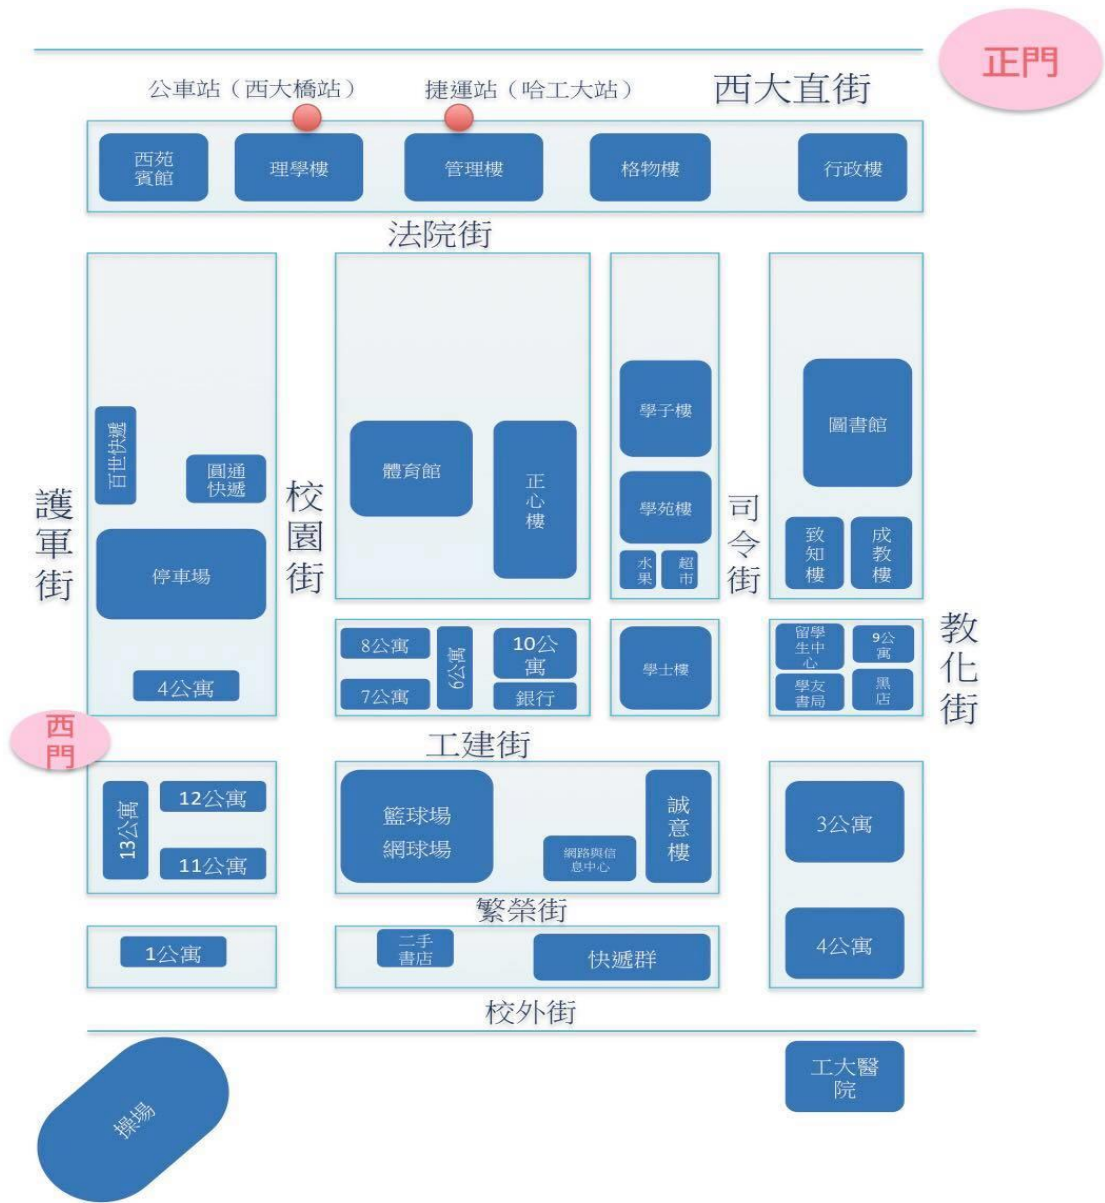 正門
公車站（西大橋站）
捷運站（哈工大站）
西大直街
西苑
賓館
理學樓
管理樓
格物樓
行政樓
法院街
護軍街
百世快遞
圓通
快遞
停車場
4公寓
校園街
體育館
正心樓
學子樓
學苑樓
水果
超市
司令街
圖書館
致知樓
成教樓
8公寓
7公寓
9公寓
10公
寓
銀行
學士樓
留學
生中
心
9公
寓
學友
書局
黑店
教化街
西
門
工建街
13公寓
12公寓
11公寓
籃球場
網球場
網路與信
息中心
誠意樓
3公寓
繁榮街
1公寓
二手
書店
快遞群
4公寓
校外街
操場
工大醫
院